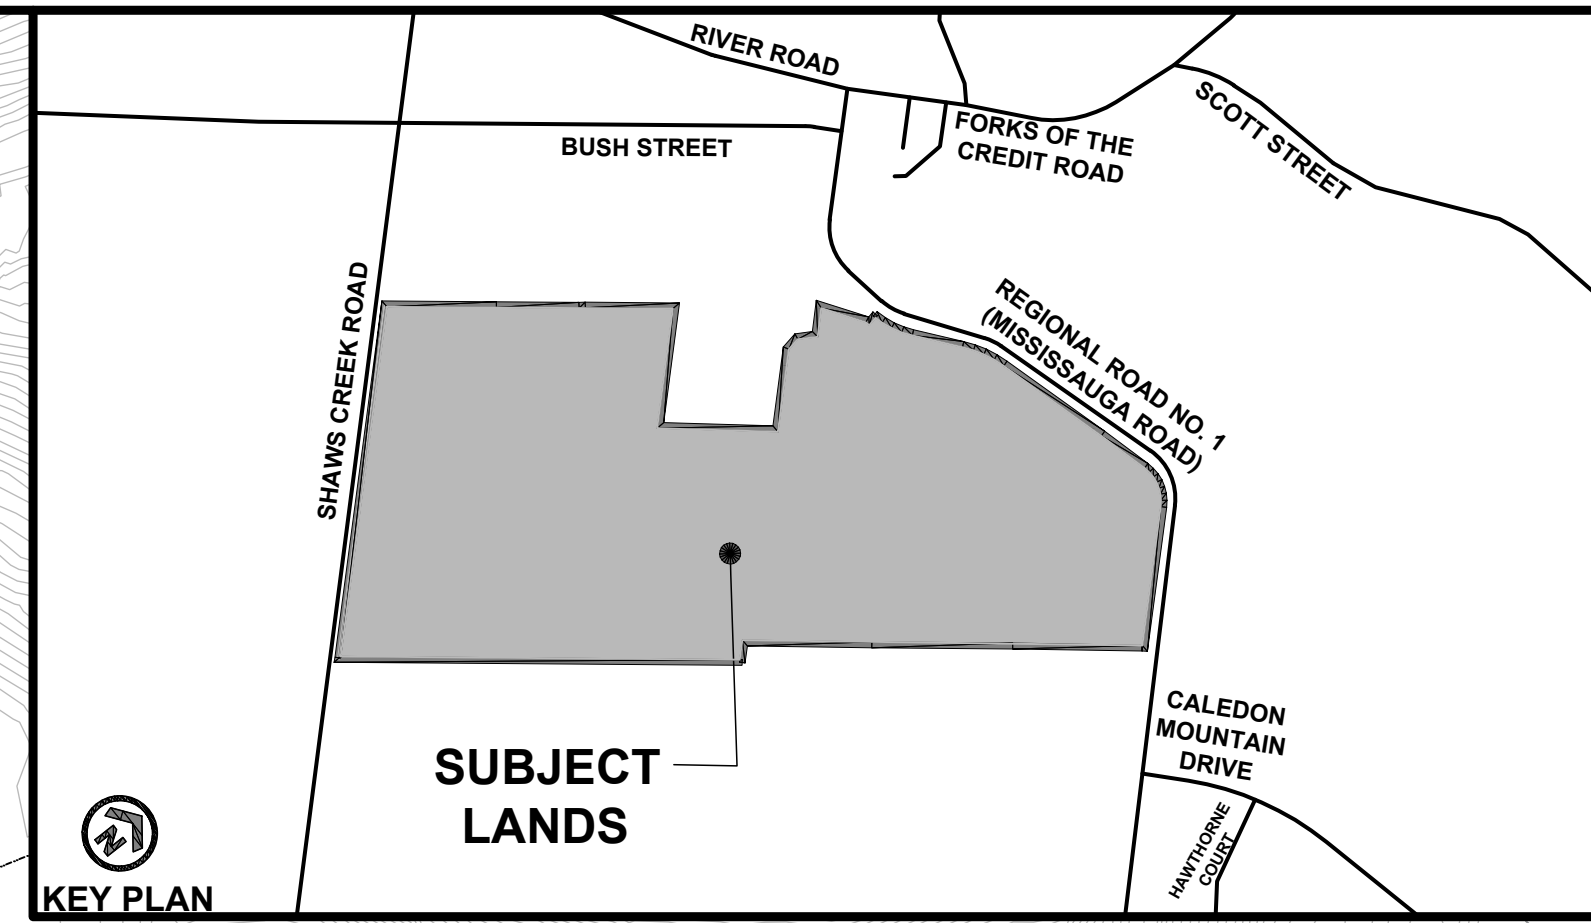 RIVER ROAD
SCOTT STREET
FORKS OF THE
CREDIT ROAD
BUSH STREET
SHAWS CREEK ROAD
REGIONAL ROAD NO. 1
(MISSISSAUGA ROAD)
CALEDON
MOUNTAIN
DRIVE
SUBJECT
LANDS
HAWTHORNE
COURT
N
KEY PLAN